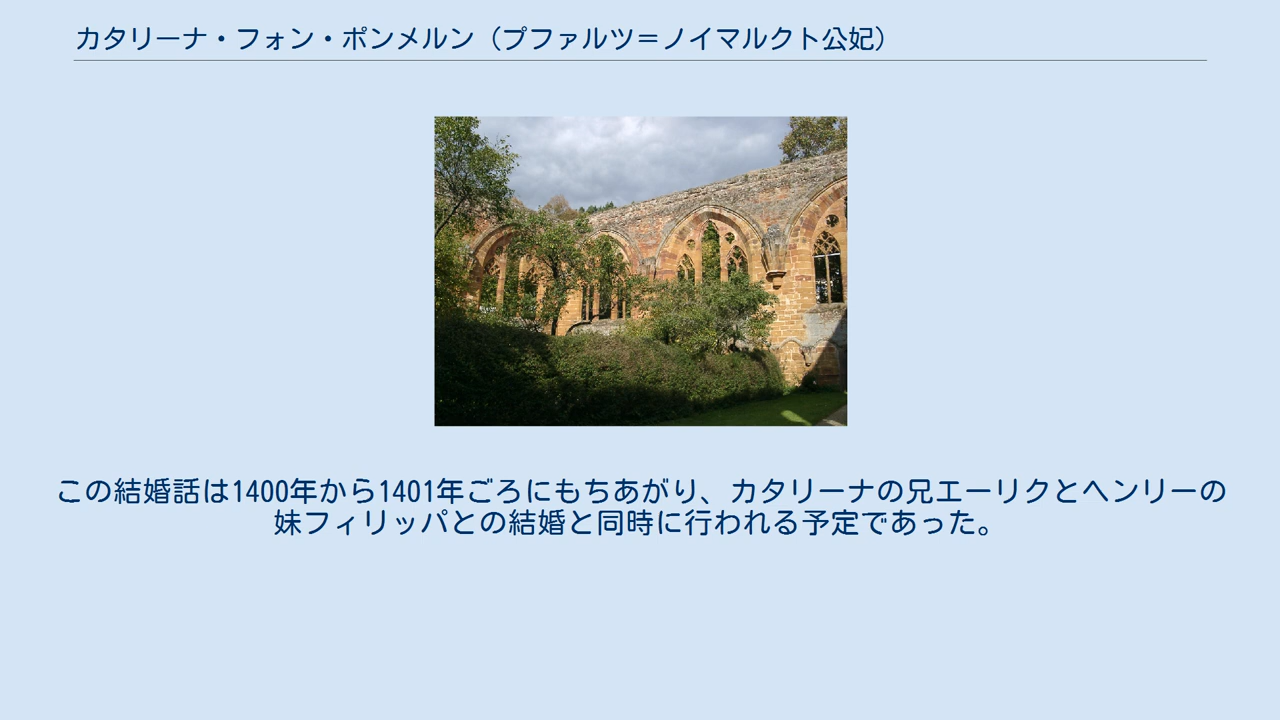 カタリーナ・フォン・ポンメルン（プファルツ＝ノイマルクト公妃）
この結婚話は1400年から1401年ごろにもちあがり、カタリーナの兄エーリクとヘンリーの
妹フィリッパとの結婚と同時に行われる予定であった。